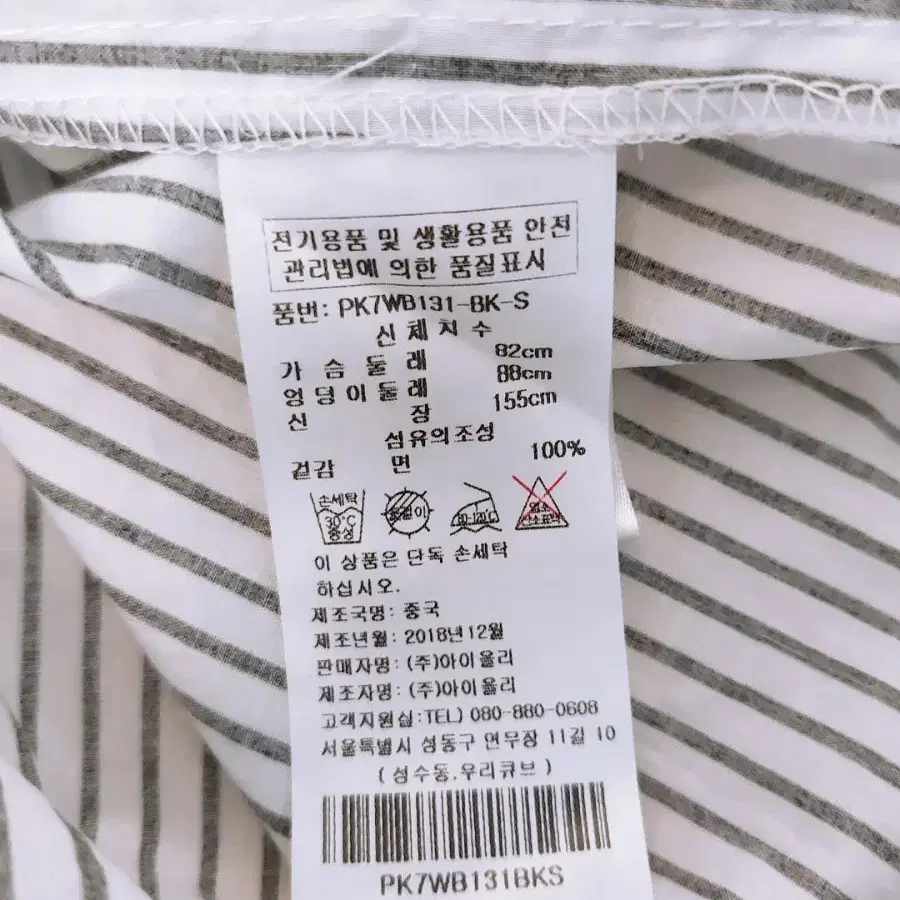 전기용품 및 생활용품 안전
관리법에 의한 품질표시
품번: PK7WB131-BK-S
신체치수
가슴둘레 82cm
엉덩이둘레 88cm
신장 155cm
섬유의조성
겉감 면 100%
손세탁
30℃
중성
80-120℃
이 상품은 단독 손세탁
하십시오.
제조국명: 중국
제조년월: 2018년12월
판매자명: (주)아이올리
제조자명: (주)아이올리
고객지원실:TEL) 080-880-0608
서울특별시 성동구 연무장 11길 10
(성수동.우리큐브)
PK7WB131BKS